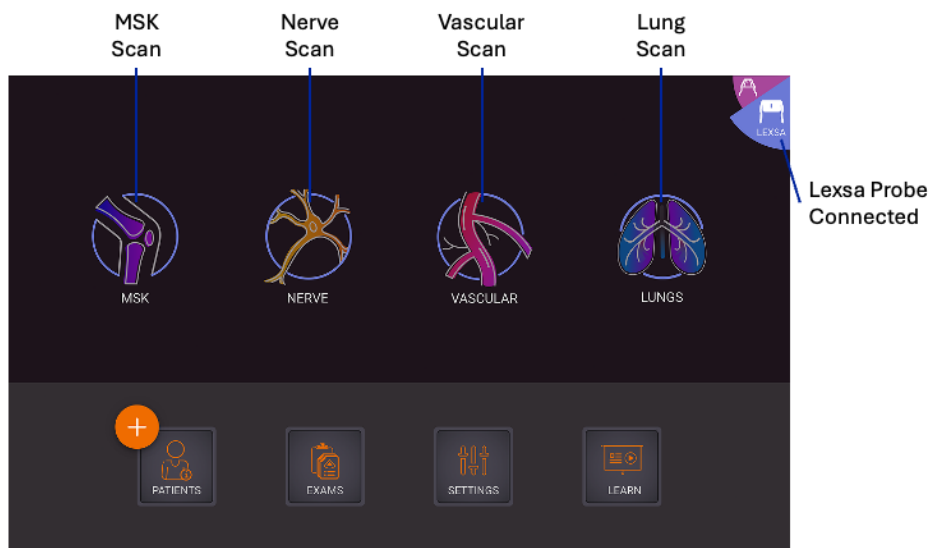 MSK
Scan
Nerve
Scan
Vascular
Scan
Lung
Scan
LEXSA
Lexsa Probe
Connected
MSK
NERVE
VASCULAR
LUNGS
+
PATIENTS
EXAMS
SETTINGS
LEARN